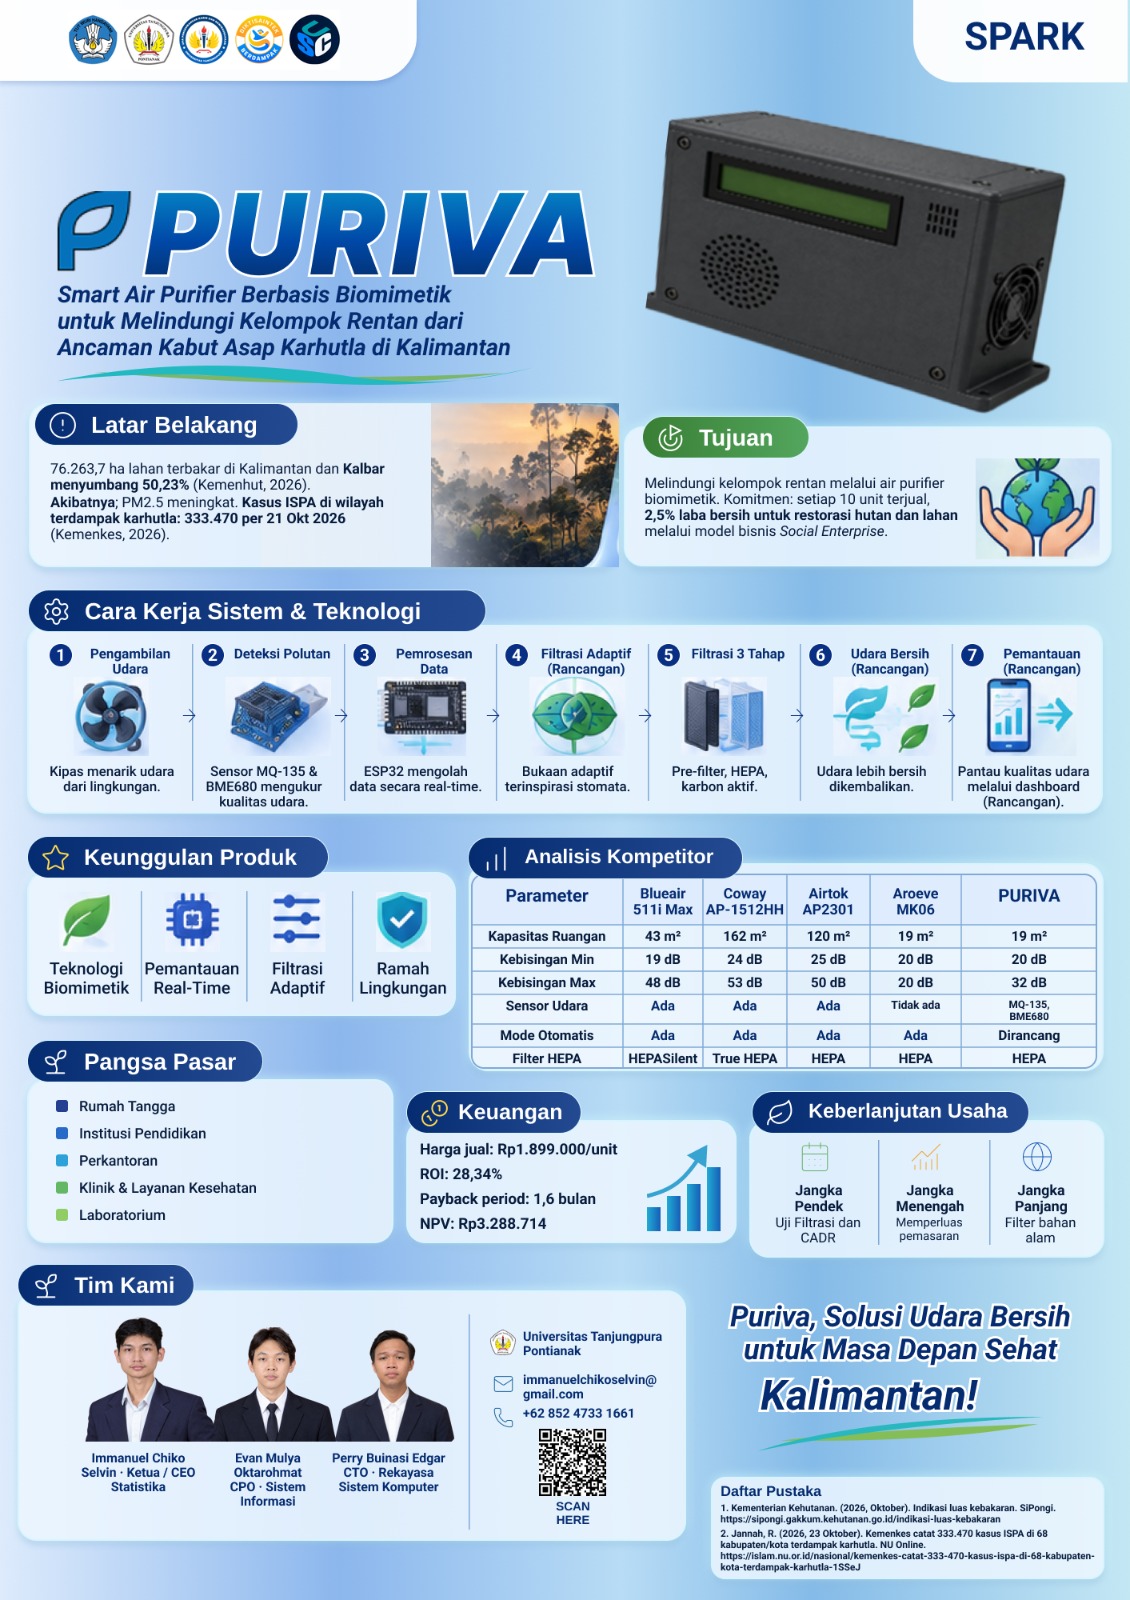 SPARK
PURIVA
Smart Air Purifier Berbasis Biomimetik
untuk Melindungi Kelompok Rentan dari
Ancaman Kabut Asap Karhutla di Kalimantan
Latar Belakang
76.263,7 ha lahan terbakar di Kalimantan dan Kalbar
menyumbang 50,23% (Kemenhut, 2026).
Akibatnya; PM2.5 meningkat. Kasus ISPA di wilayah
terdampak karhutla: 333.470 per 21 Okt 2026
(Kemenkes, 2026).
Tujuan
Melindungi kelompok rentan melalui air purifier
biomimetik. Komitmen: setiap 10 unit terjual,
2,5% laba bersih untuk restorasi hutan dan lahan
melalui model bisnis Social Enterprise.
Cara Kerja Sistem & Teknologi
1 Pengambilan
Udara
Kipas menarik udara
dari lingkungan.
2 Deteksi Polutan
Sensor MQ-135 &
BME680 mengukur
kualitas udara.
3 Pemrosesan
Data
ESP32 mengolah
data secara real-time.
4 Filtrasi Adaptif
(Rancangan)
Bukaan adaptif
terinspirasi stomata.
5 Filtrasi 3 Tahap
Pre-filter, HEPA,
karbon aktif.
6 Udara Bersih
(Rancangan)
Udara lebih bersih
dikembalikan.
7 Pemantauan
(Rancangan)
Pantau kualitas udara
melalui dashboard
(Rancangan).
Keunggulan Produk
Teknologi
Biomimetik
Pemantauan
Real-Time
Filtrasi
Adaptif
Ramah
Lingkungan
Analisis Kompetitor
Parameter Blueair 511i Max Coway AP-1512HH Airtok AP2301 Aroeve MK06 PURIVA
Kapasitas Ruangan 43 m² 162 m² 120 m² 19 m² 19 m²
Kebisingan Min 19 dB 24 dB 25 dB 20 dB 20 dB
Kebisingan Max 48 dB 53 dB 50 dB 20 dB 32 dB
Sensor Udara Ada Ada Ada Tidak ada MQ-135, BME680
Mode Otomatis Ada Ada Ada Ada Dirancang
Filter HEPA HEPASilent True HEPA HEPA HEPA HEPA
Pangsa Pasar
Rumah Tangga
Institusi Pendidikan
Perkantoran
Klinik & Layanan Kesehatan
Laboratorium
Keuangan
Harga jual: Rp1.899.000/unit
ROI: 28,34%
Payback period: 1,6 bulan
NPV: Rp3.288.714
Keberlanjutan Usaha
Jangka
Pendek
Uji Filtrasi dan
CADR
Jangka
Menengah
Memperluas
pemasaran
Jangka
Panjang
Filter bahan
alam
Tim Kami
Immanuel Chiko
Selvin · Ketua / CEO
Statistika
Evan Mulya
Oktarohmat
CPO · Sistem
Informasi
Perry Buinasi Edgar
CTO · Rekayasa
Sistem Komputer
Universitas Tanjungpura
Pontianak
immanuelchikoselvin@
gmail.com
+62 852 4733 1661
SCAN
HERE
Puriva, Solusi Udara Bersih
untuk Masa Depan Sehat
Kalimantan!
Daftar Pustaka
1. Kementerian Kehutanan. (2026, Oktober). Indikasi luas kebakaran. SiPongi.
https://sipongi.gakkum.kehutanan.go.id/indikasi-luas-kebakaran
2. Jannah, R. (2026, 23 Oktober). Kemenkes catat 333.470 kasus ISPA di 68
kabupaten/kota terdampak karhutla. NU Online.
https://islam.nu.or.id/nasional/kemenkes-catat-333-470-kasus-ispa-di-68-kabupaten-
kota-terdampak-karhutla-1SSeJ